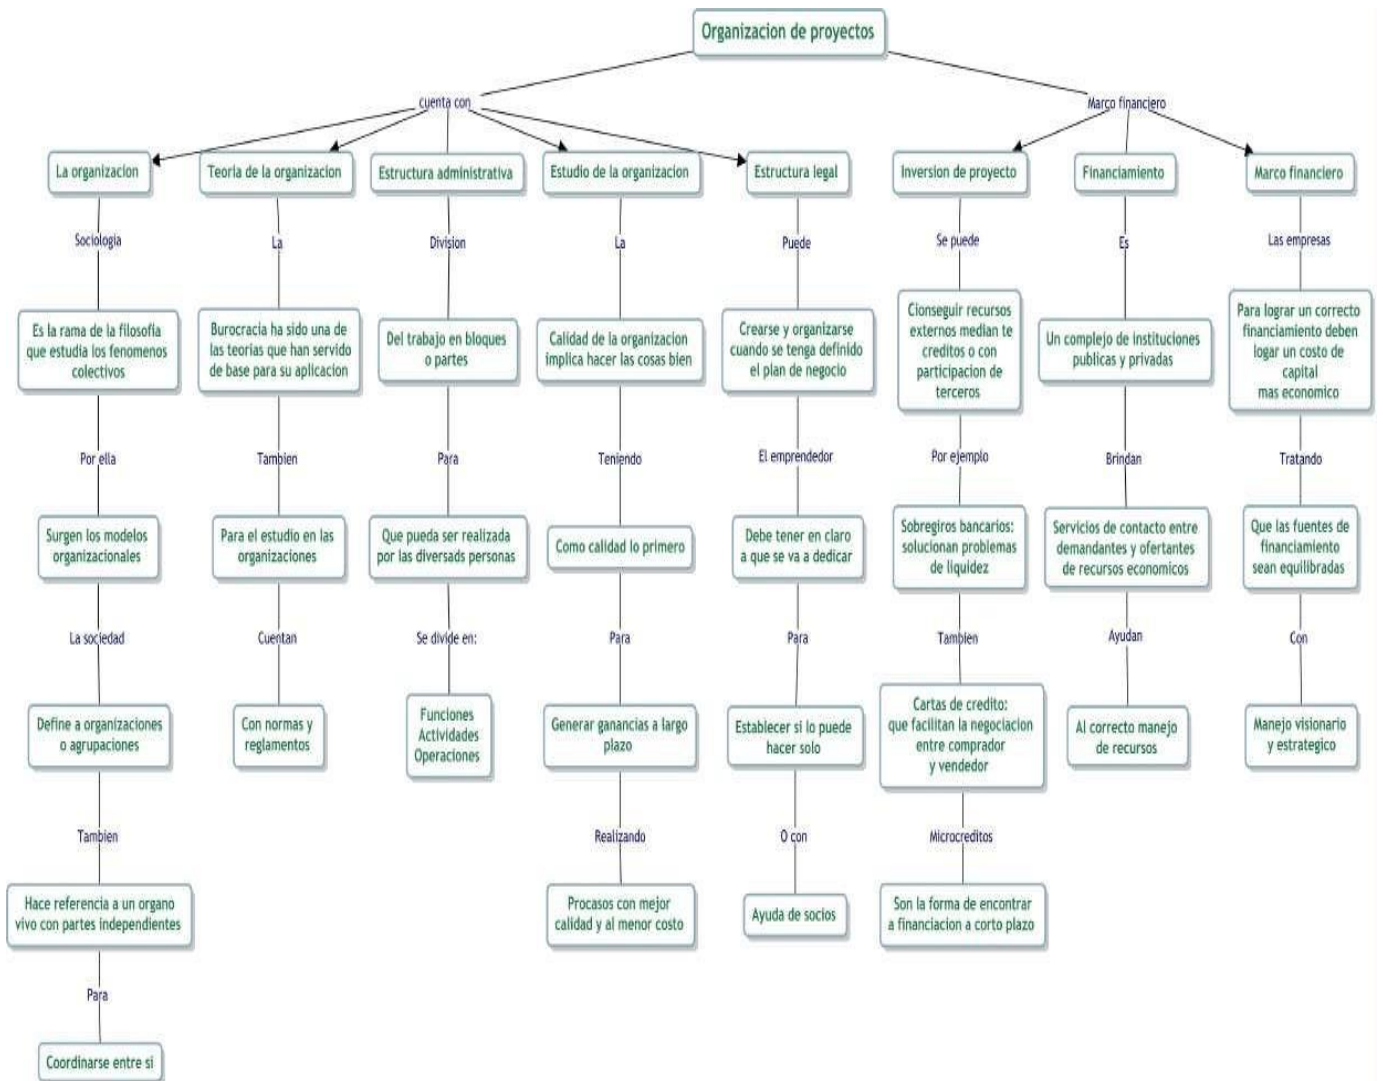 Organizacion de proyectos
cuenta con
Marco financiero
La organizacion
Teoria de la organizacion
Estructura administrativa
Estudio de la organizacion
Estructura legal
Inversion de proyecto
Financiamiento
Marco financiero
Sociologia
La
Division
La
Puede
Se puede
Es
Las empresas
Es la rama de la filosofia
que estudia los fenomenos
colectivos
Burocracia ha sido una de
las teorias que han servido
de base para su aplicacion
Del trabajo en bloques
o partes
Calidad de la organizacion
implica hacer las cosas bien
Crearse y organizarse
cuando se tenga definido
el plan de negocio
Cionseguir recursos
externos median te
creditos o con
participacion de
terceros
Un complejo de instituciones
publicas y privadas
Para lograr un correcto
financiamiento deben
logar un costo de
capital
mas economico
Por ella
Tambien
Para
Teniendo
El emprendedor
Por ejemplo
Brindan
Tratando
Surgen los modelos
organizacionales
Para el estudio en las
organizaciones
Que pueda ser realizada
por las diversads personas
Como calidad lo primero
Debe tener en claro
a que se va a dedicar
Sobregiros bancarios:
solucionan problemas
de liquidez
Servicios de contacto entre
demandantes y ofertantes
de recursos economicos
Que las fuentes de
financiamiento
sean equilibradas
La sociedad
Cuentan
Se divide en:
Para
Para
Tambien
Ayudan
Con
Define a organizaciones
o agrupaciones
Con normas y
reglamentos
Funciones
Actividades
Operaciones
Generar ganancias a largo
plazo
Establecer si lo puede
hacer solo
Cartas de credito:
que facilitan la negociacion
entre comprador
y vendedor
Al correcto manejo
de recursos
Manejo visionario
y estrategico
Tambien
Realizando
O con
Microcreditos
Hace referencia a un organo
vivo con partes independientes
Procasos con mejor
calidad y al menor costo
Ayuda de socios
Son la forma de encontrar
a financiacion a corto plazo
Para
Coordinarse entre si